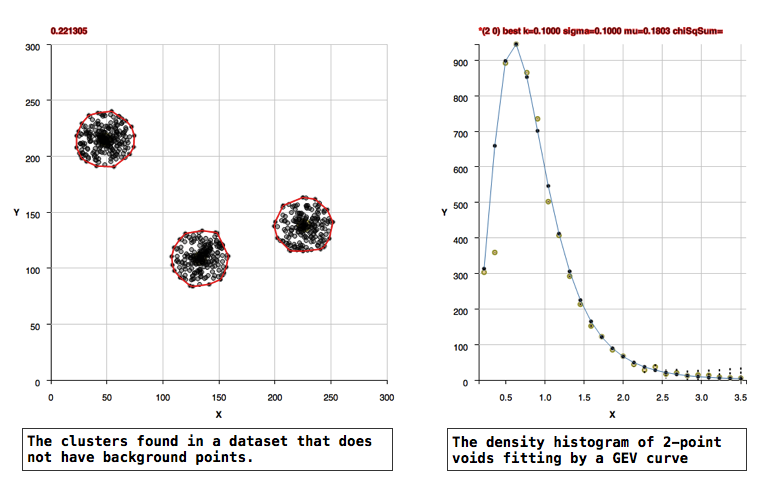 0.221305
300
250
200
150
100
50
0
Y
0 50 100 150 200 250 300
X
The clusters found in a dataset that does
not have background points.
°(2 0) best k=0.1000 sigma=0.1000 mu=0.1803 chiSqSum=
900
800
700
600
500
400
300
200
100
0
Y
0.5 1.0 1.5 2.0 2.5 3.0 3.5
X
The density histogram of 2-point
voids fitting by a GEV curve